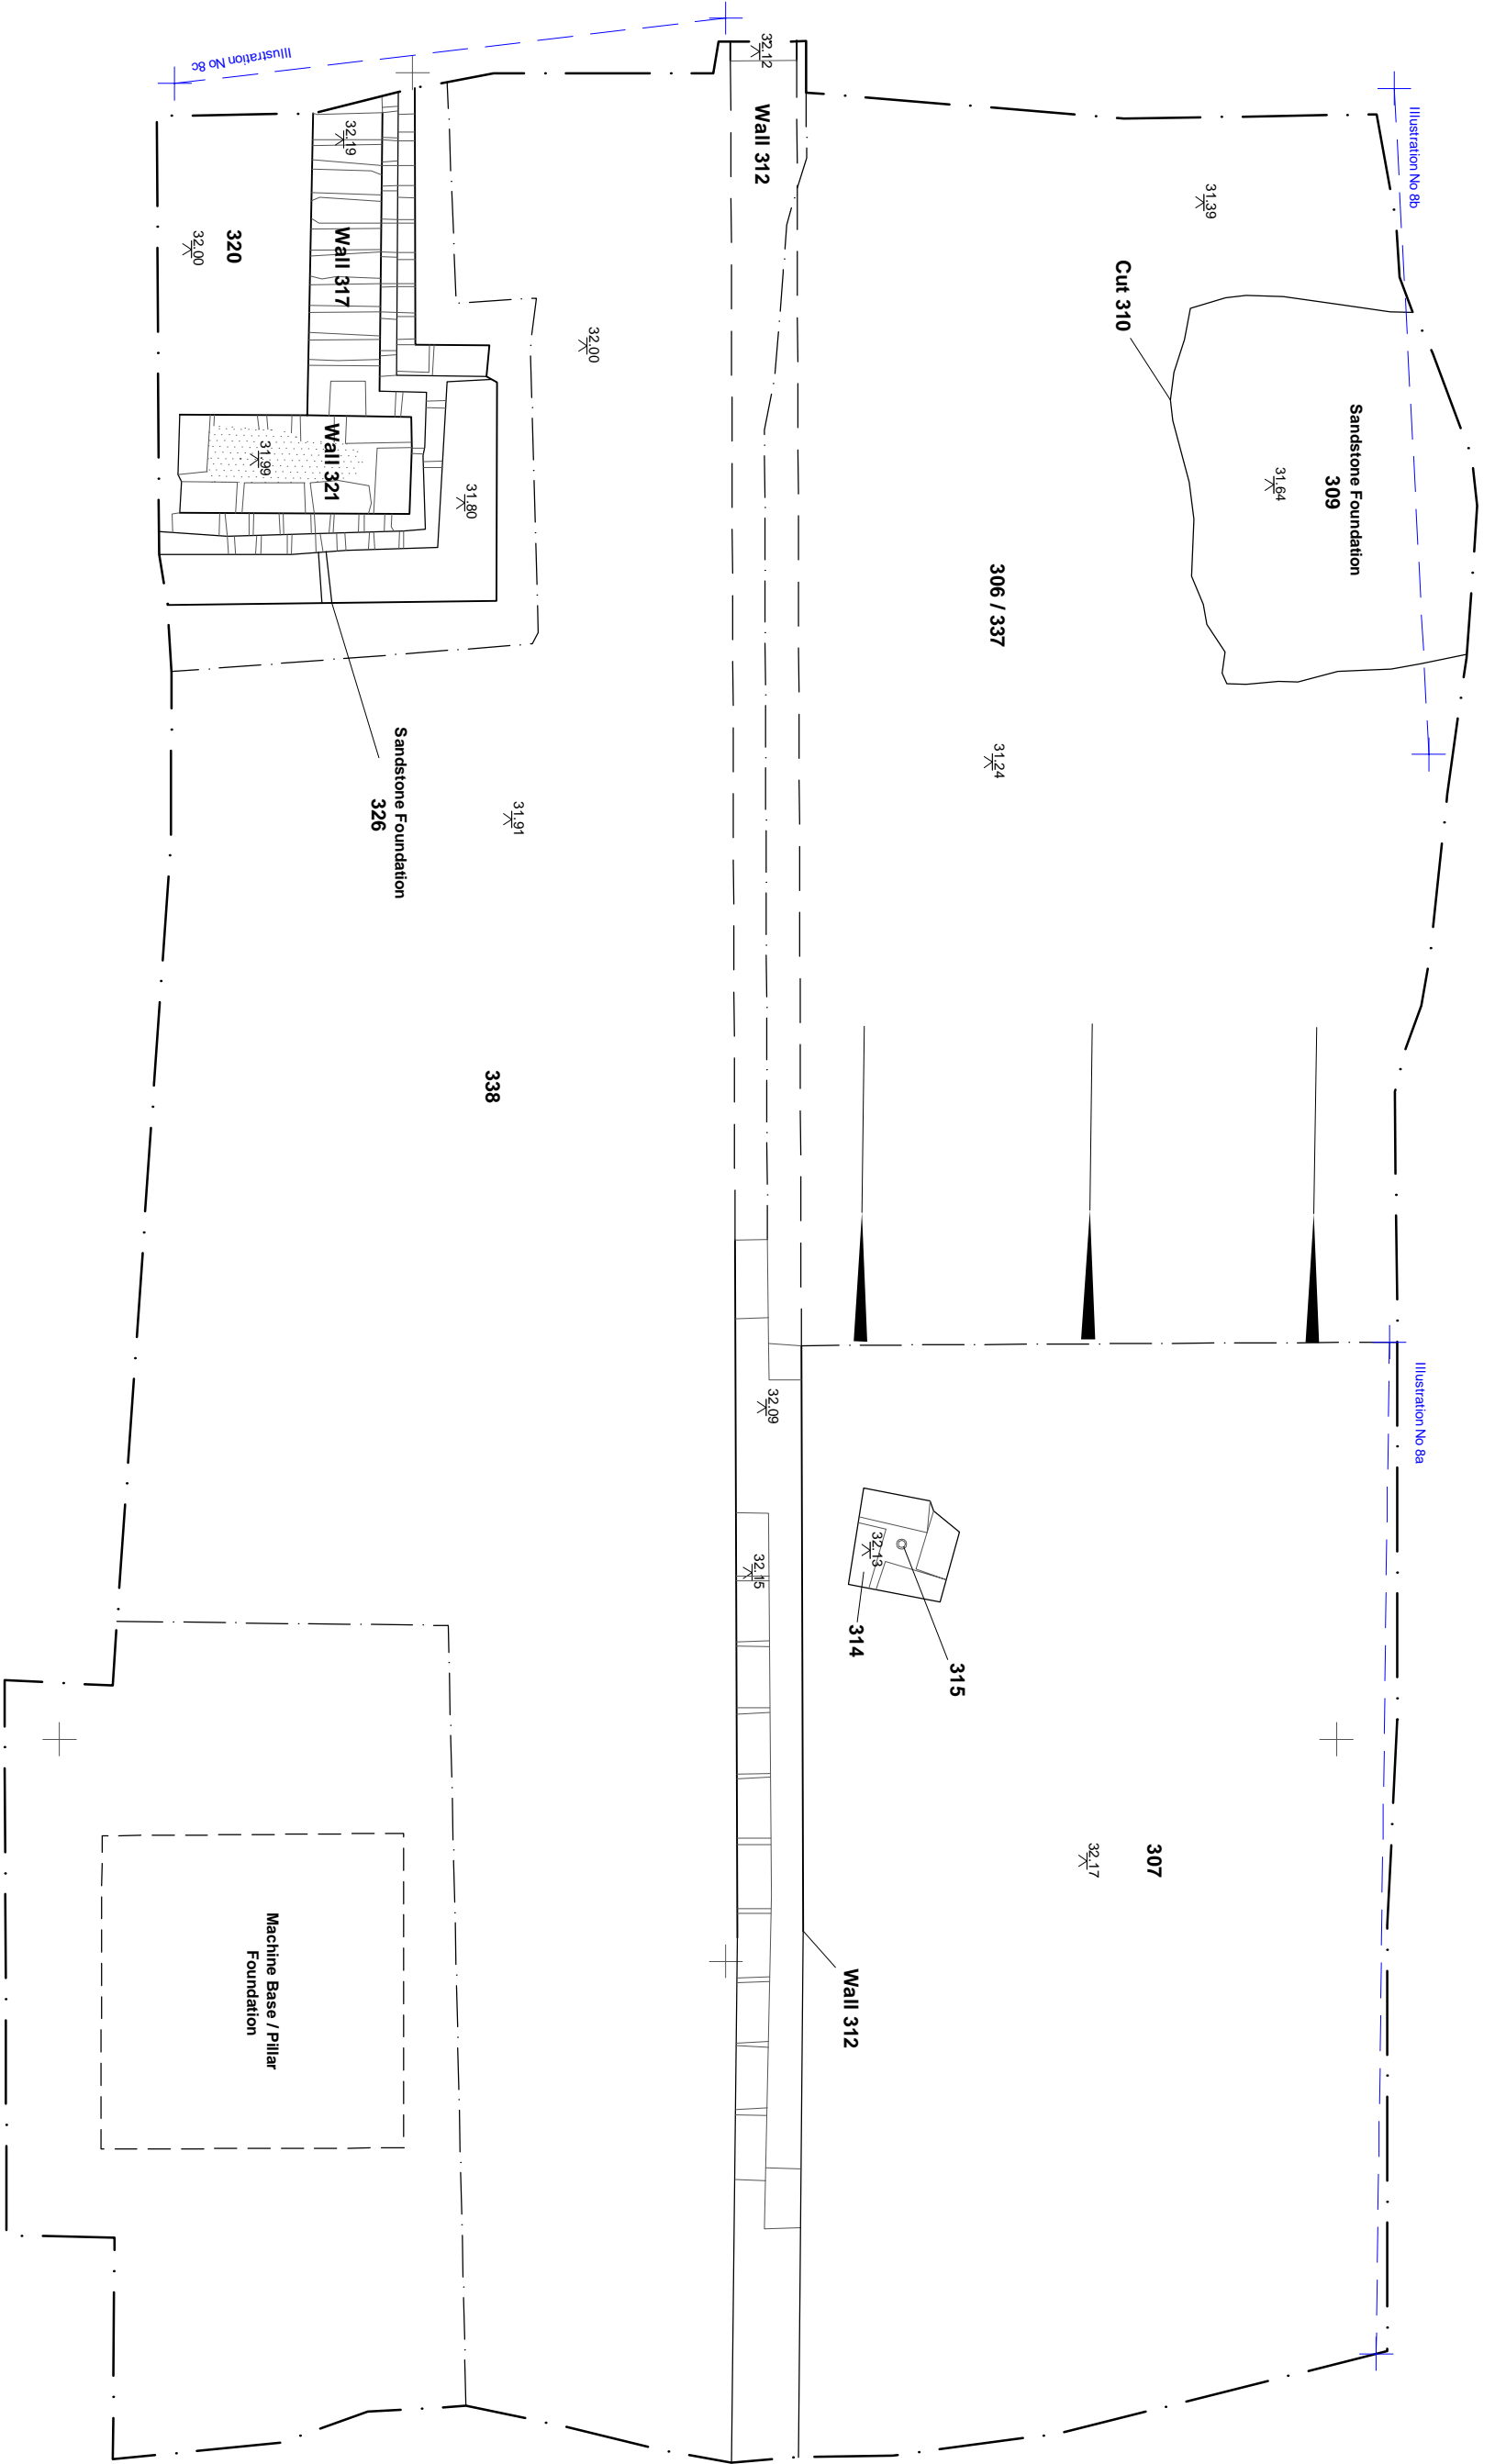 Illustration No 8c
32.12
Wall 312
Illustration No 8b
31.39
32.19
Wall 317
320
32.00
32.00
Cut 310
Sandstone Foundation
309
31.64
Wall 321
31.99
31.80
306 / 337
31.24
Sandstone Foundation
326
31.91
338
Illustration No 8a
32.09
32.15
32.13
314
315
307
32.17
Wall 312
Machine Base / Pillar
Foundation